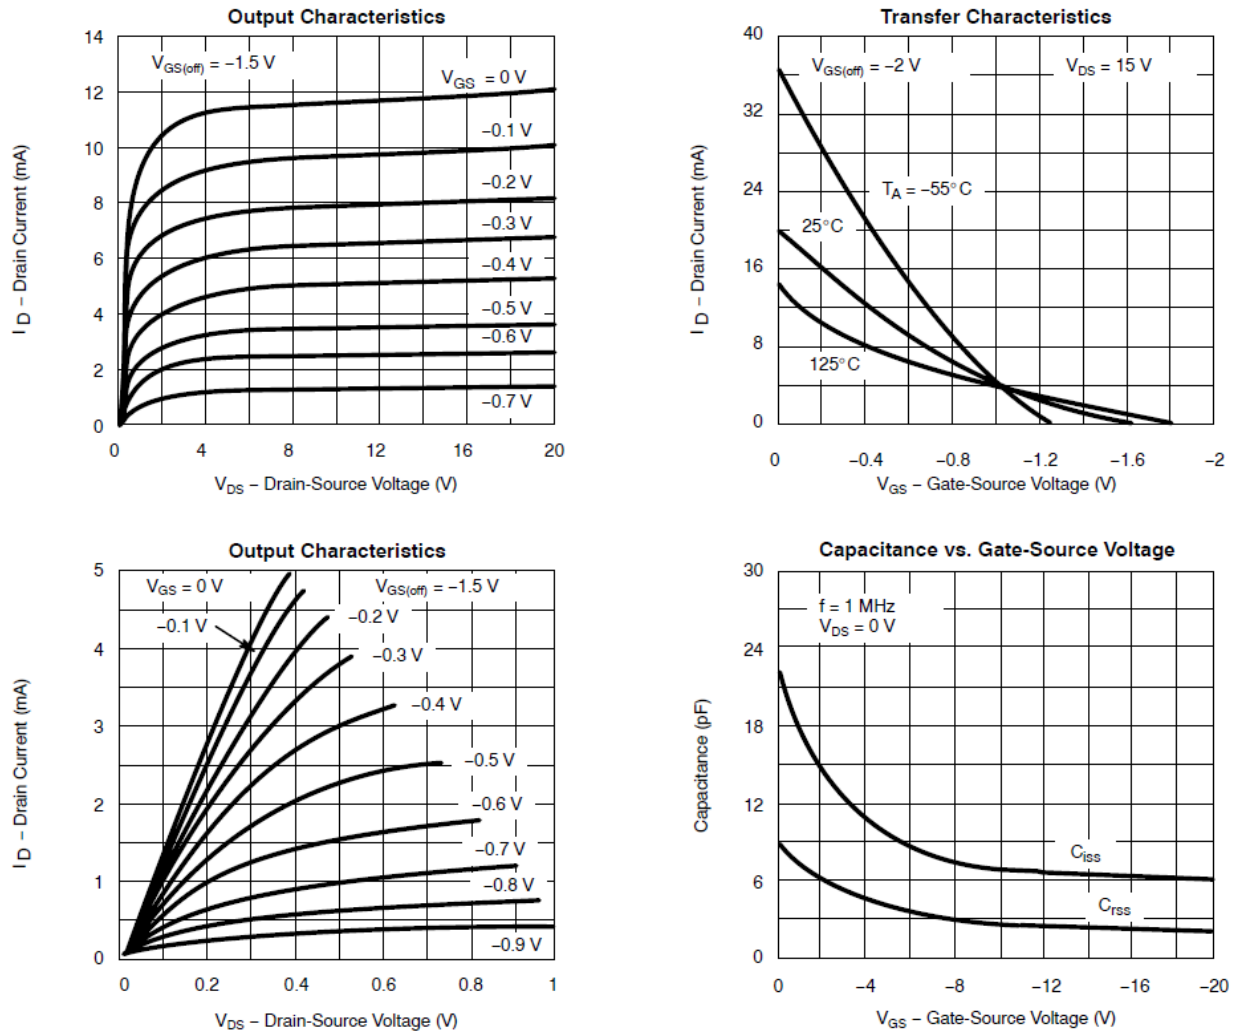 Output Characteristics
14
12
10
8
6
4
2
0
I D – Drain Current (mA)
VGS(off) = –1.5 V
VGS = 0 V
–0.1 V
–0.2 V
–0.3 V
–0.4 V
–0.5 V
–0.6 V
–0.7 V
0 4 8 12 16 20
VDS – Drain-Source Voltage (V)
Transfer Characteristics
40
32
24
16
8
0
I D – Drain Current (mA)
VGS(off) = –2 V
VDS = 15 V
TA = –55°C
25°C
125°C
0 –0.4 –0.8 –1.2 –1.6 –2
VGS – Gate-Source Voltage (V)
Output Characteristics
5
4
3
2
1
0
I D – Drain Current (mA)
VGS = 0 V
VGS(off) = –1.5 V
–0.1 V
–0.2 V
–0.3 V
–0.4 V
–0.5 V
–0.6 V
–0.7 V
–0.8 V
–0.9 V
0 0.2 0.4 0.6 0.8 1
VDS – Drain-Source Voltage (V)
Capacitance vs. Gate-Source Voltage
30
24
18
12
6
0
Capacitance (pF)
f = 1 MHz
VDS = 0 V
Ciss
Crss
0 –4 –8 –12 –16 –20
VGS – Gate-Source Voltage (V)